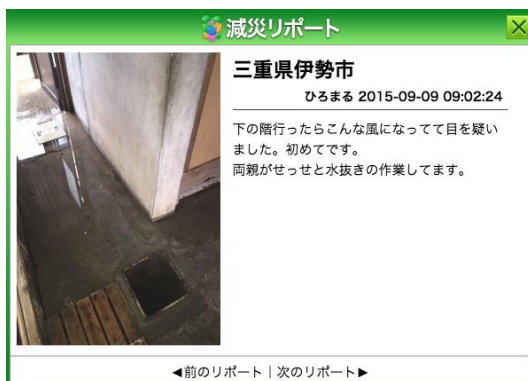 減災リポート
三重県伊勢市
ひろまる 2015-09-09 09:02:24
下の階行ったらこんな風になってて目を疑い
ました。初めてです。
両親がせっせと水抜きの作業してます。
◀前のリポート | 次のリポート▶